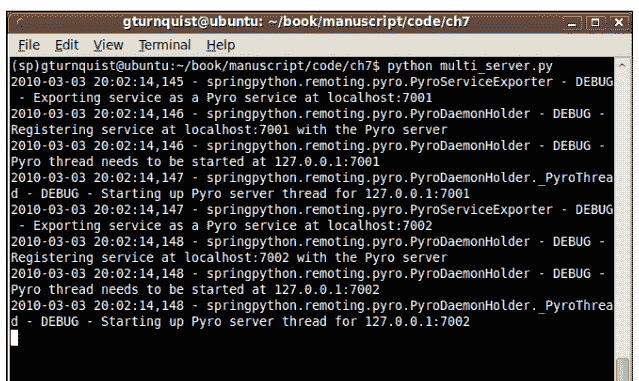 gturnquist@ubuntu: ~/book/manuscript/code/ch7
File Edit View Terminal Help
(sp)gturnquist@ubuntu:~/book/manuscript/code/ch7$ python multi_server.py
2010-03-03 20:02:14,145 - springpython.remoting.pyro.PyroServiceExporter - DEBUG
 - Exporting service as a Pyro service at localhost:7001
2010-03-03 20:02:14,146 - springpython.remoting.pyro.PyroDaemonHolder - DEBUG -
Registering service at localhost:7001 with the Pyro server
2010-03-03 20:02:14,146 - springpython.remoting.pyro.PyroDaemonHolder - DEBUG -
Pyro thread needs to be started at 127.0.0.1:7001
2010-03-03 20:02:14,147 - springpython.remoting.pyro.PyroDaemonHolder._PyroThrea
d - DEBUG - Starting up Pyro server thread for 127.0.0.1:7001
2010-03-03 20:02:14,147 - springpython.remoting.pyro.PyroServiceExporter - DEBUG
 - Exporting service as a Pyro service at localhost:7002
2010-03-03 20:02:14,148 - springpython.remoting.pyro.PyroDaemonHolder - DEBUG -
Registering service at localhost:7002 with the Pyro server
2010-03-03 20:02:14,148 - springpython.remoting.pyro.PyroDaemonHolder - DEBUG -
Pyro thread needs to be started at 127.0.0.1:7002
2010-03-03 20:02:14,148 - springpython.remoting.pyro.PyroDaemonHolder._PyroThrea
d - DEBUG - Starting up Pyro server thread for 127.0.0.1:7002